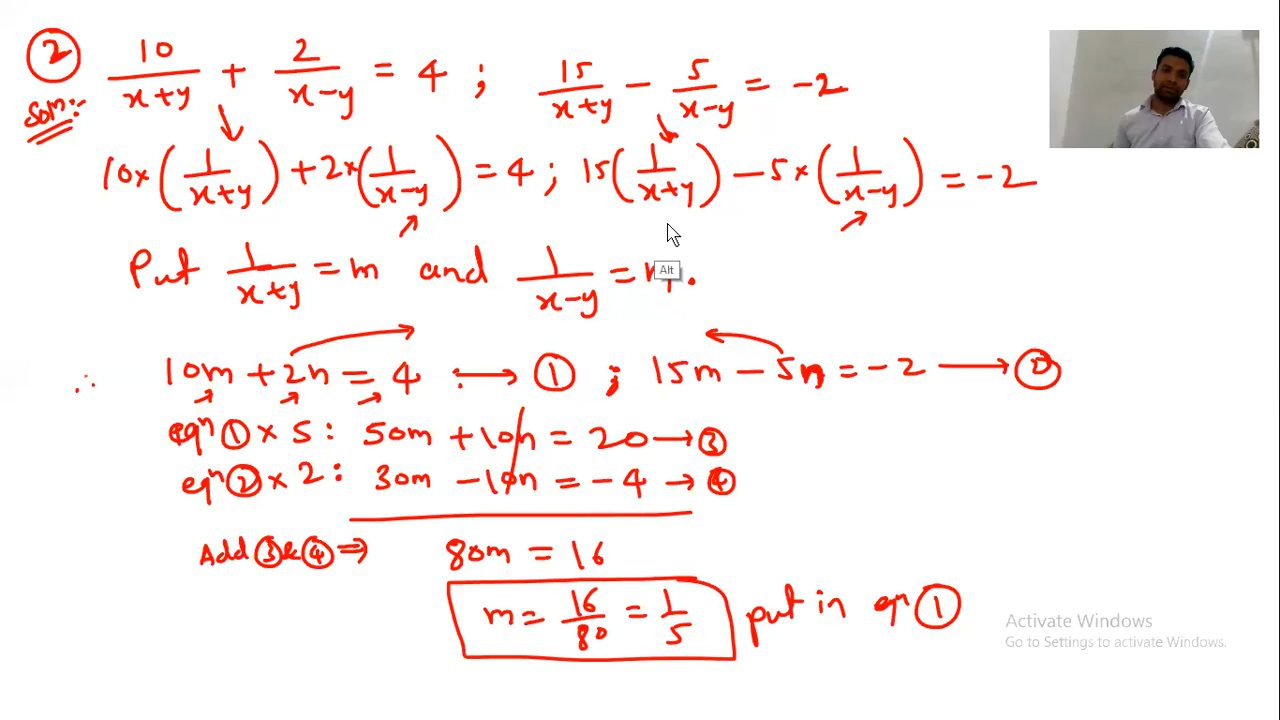 ② 10/(x+y) + 2/(x-y) = 4 ; 15/(x+y) - 5/(x-y) = -2
Soln:-
10×(1/(x+y)) + 2×(1/(x-y)) = 4 ; 15(1/(x+y)) - 5×(1/(x-y)) = -2
Put 1/(x+y) = m and 1/(x-y) = n.
Alt
∴ 10m + 2n = 4 :⟶ ① ; 15m - 5n = -2 ⟶ ②
eqn ① × 5 : 50m + 10n = 20 → ③
eqn ② × 2 : 30m - 10n = -4 → ④
Add ③ & ④ ⇒ 80m = 16
m = 16/80 = 1/5 put in eqn ①
Activate Windows
Go to Settings to activate Windows.